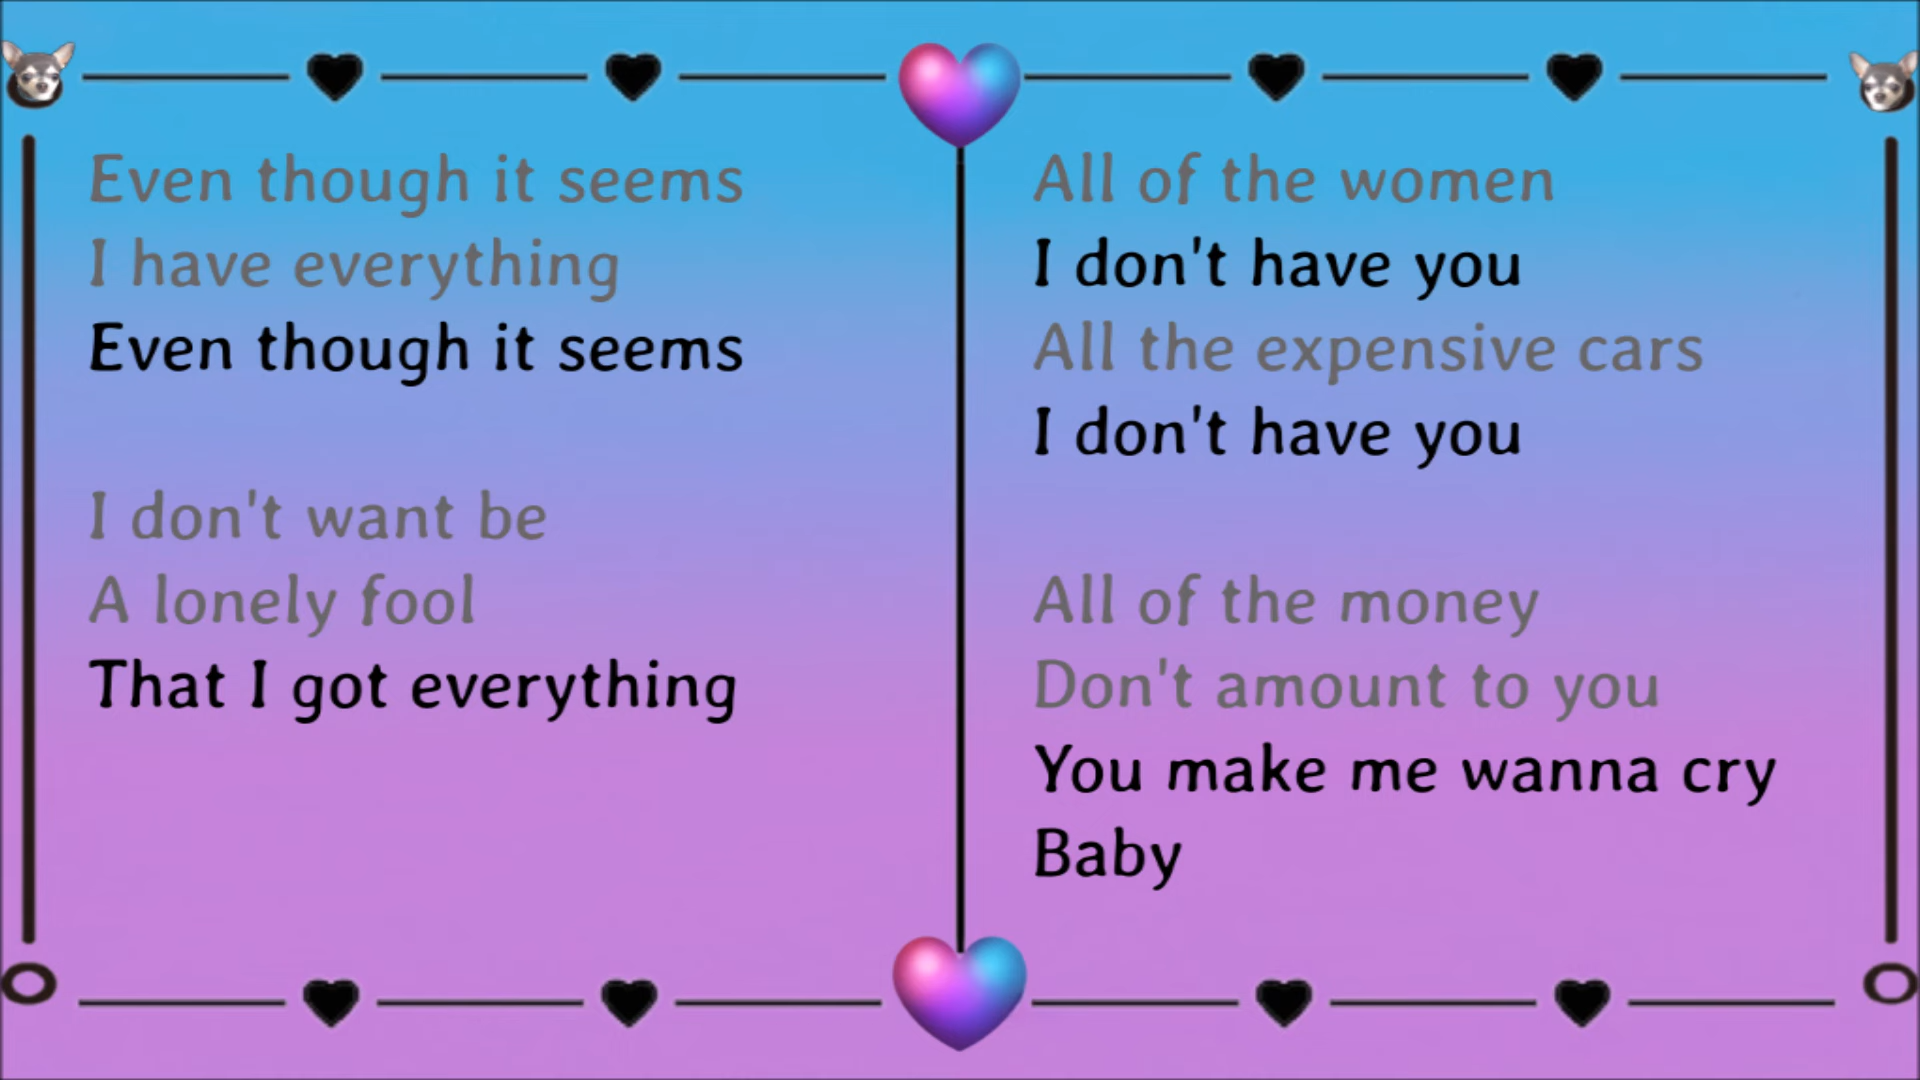 Even though it seems
I have everything
Even though it seems
I don't want be
A lonely fool
That I got everything
All of the women
I don't have you
All the expensive cars
I don't have you
All of the money
Don't amount to you
You make me wanna cry
Baby